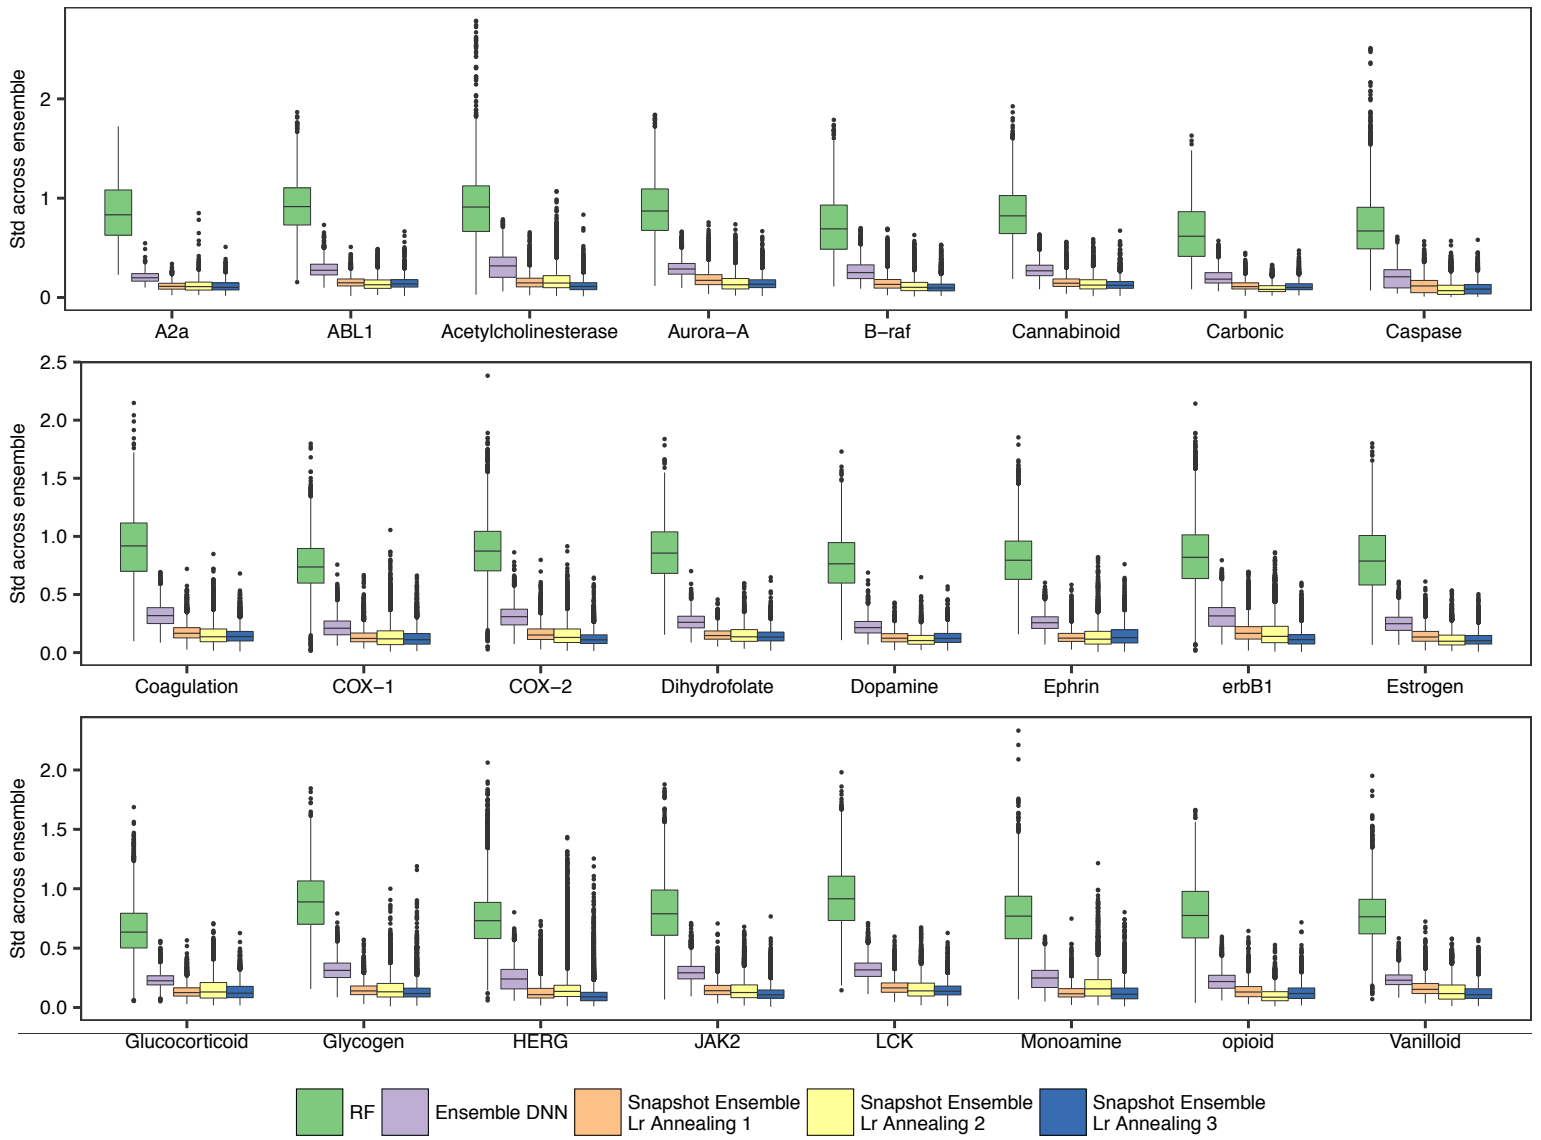 Std across ensemble
2
1
0
A2a ABL1 Acetylcholinesterase Aurora−A B−raf Cannabinoid Carbonic Caspase
Std across ensemble
2.5
2.0
1.5
1.0
0.5
0.0
Coagulation COX−1 COX−2 Dihydrofolate Dopamine Ephrin erbB1 Estrogen
Std across ensemble
2.0
1.5
1.0
0.5
0.0
Glucocorticoid Glycogen HERG JAK2 LCK Monoamine opioid Vanilloid
RF
Ensemble DNN
Snapshot Ensemble
Lr Annealing 1
Snapshot Ensemble
Lr Annealing 2
Snapshot Ensemble
Lr Annealing 3